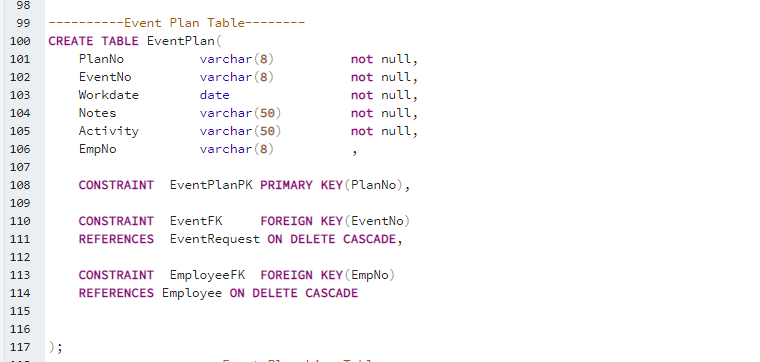 98
99 ----------Event Plan Table--------
100 CREATE TABLE EventPlan(
101 PlanNo varchar(8) not null,
102 EventNo varchar(8) not null,
103 Workdate date not null,
104 Notes varchar(50) not null,
105 Activity varchar(50) not null,
106 EmpNo varchar(8) ,
107
108 CONSTRAINT EventPlanPK PRIMARY KEY(PlanNo),
109
110 CONSTRAINT EventFK FOREIGN KEY(EventNo)
111 REFERENCES EventRequest ON DELETE CASCADE,
112
113 CONSTRAINT EmployeeFK FOREIGN KEY(EmpNo)
114 REFERENCES Employee ON DELETE CASCADE
115
116
117 );